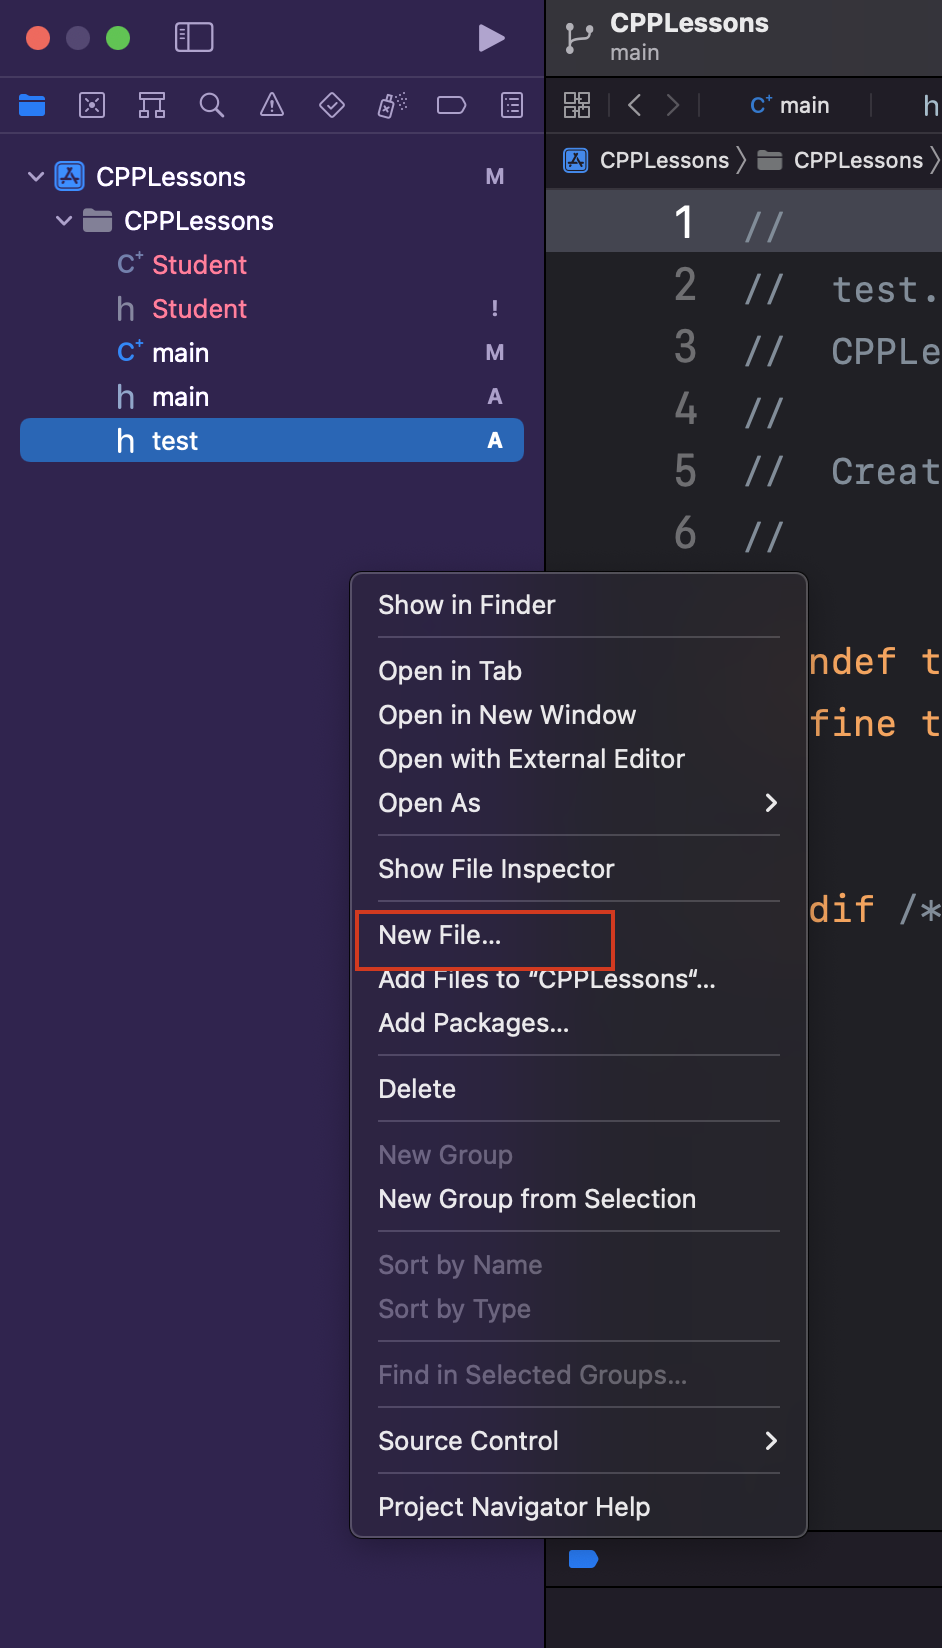 CPPLessons
main
C+ main
h
CPPLessons M
CPPLessons
CPPLessons
CPPLessons
C+ Student
h Student !
C+ main M
h main A
h test A
1 //
2 // test.
3 // CPPLe
4 //
5 // Creat
6 //
ndef t
fine t
dif /*
Show in Finder
Open in Tab
Open in New Window
Open with External Editor
Open As
Show File Inspector
New File...
Add Files to “CPPLessons“...
Add Packages...
Delete
New Group
New Group from Selection
Sort by Name
Sort by Type
Find in Selected Groups...
Source Control
Project Navigator Help